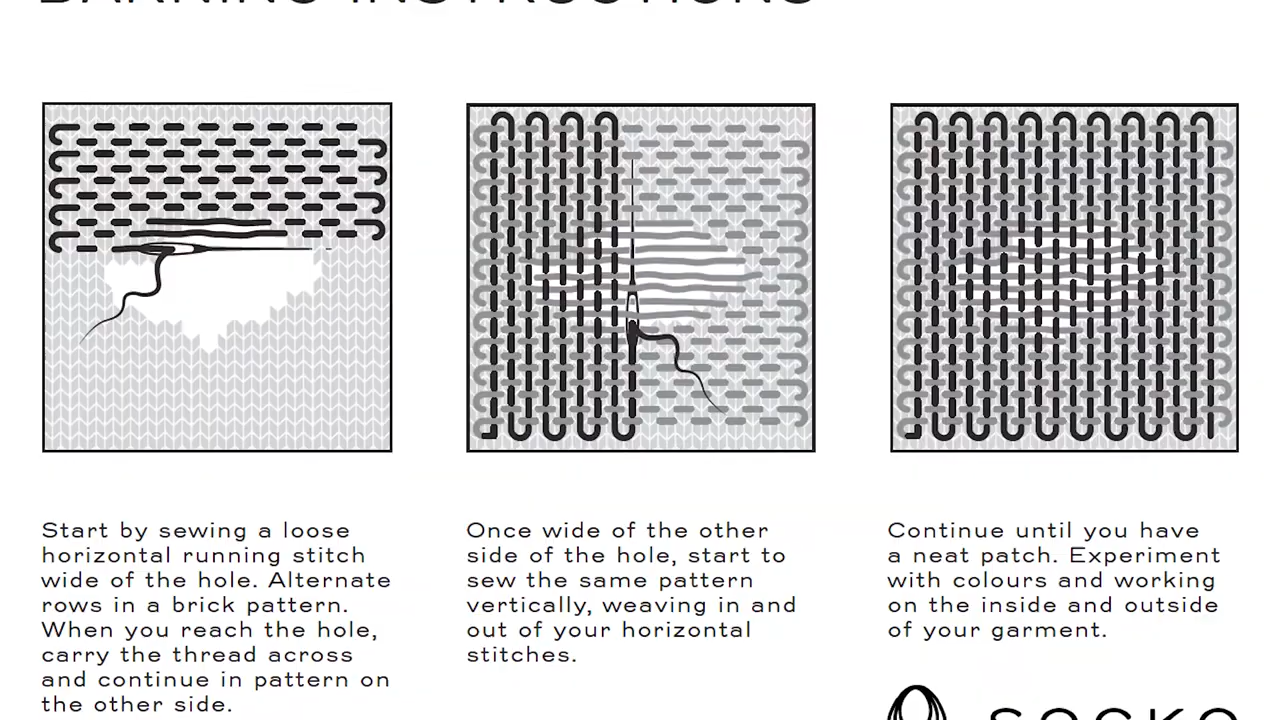 DARNING INSTRUCTIONS
Start by sewing a loose
horizontal running stitch
wide of the hole. Alternate
rows in a brick pattern.
When you reach the hole,
carry the thread across
and continue in pattern on
the other side.
Once wide of the other
side of the hole, start to
sew the same pattern
vertically, weaving in and
out of your horizontal
stitches.
Continue until you have
a neat patch. Experiment
with colours and working
on the inside and outside
of your garment.